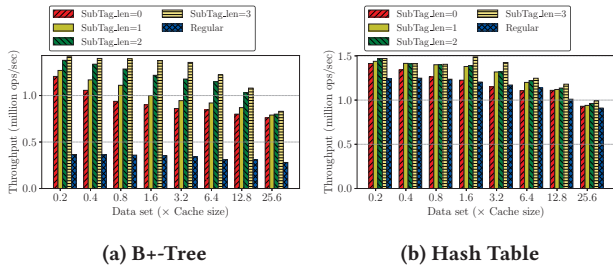 SubTag_len=0
SubTag_len=1
SubTag_len=2
SubTag_len=3
Regular
Throughput (million ops/sec)
1.0
0.5
0.0
0.2 0.4 0.8 1.6 3.2 6.4 12.8 25.6
Data set (× Cache size)
(a) B+-Tree
SubTag_len=0
SubTag_len=1
SubTag_len=2
SubTag_len=3
Regular
Throughput (million ops/sec)
1.5
1.0
0.5
0.0
0.2 0.4 0.8 1.6 3.2 6.4 12.8 25.6
Data set (× Cache size)
(b) Hash Table